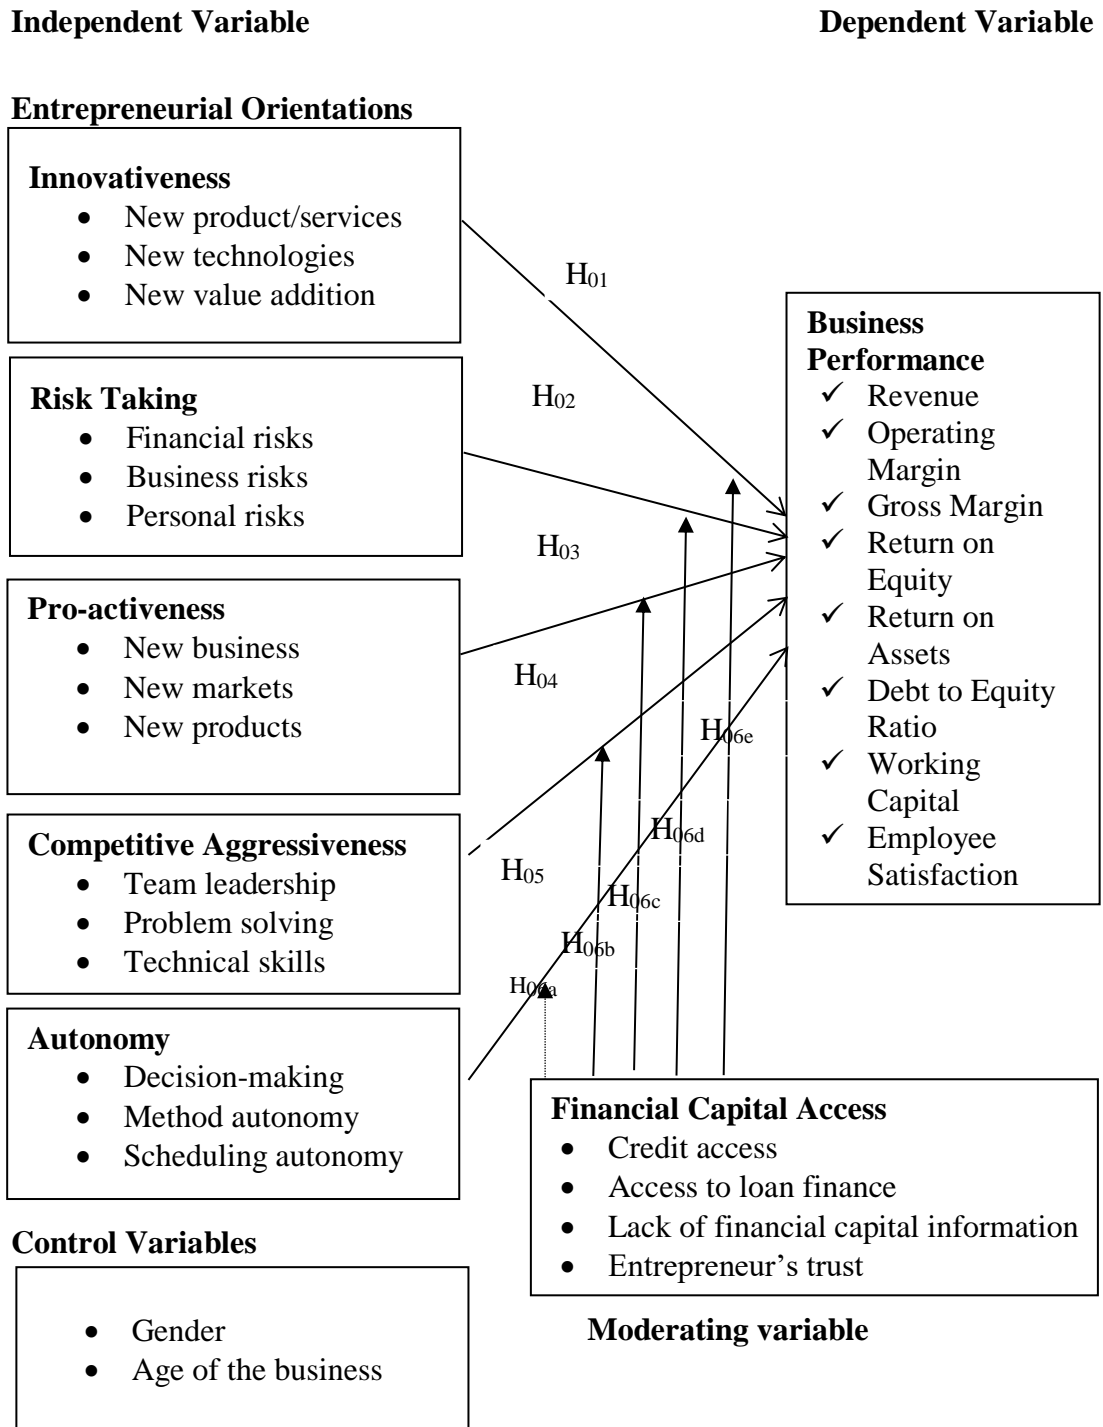 Independent Variable
Dependent Variable
Entrepreneurial Orientations
Innovativeness
• New product/services
• New technologies
• New value addition
H01
Risk Taking
• Financial risks
• Business risks
• Personal risks
H02
Pro-activeness
• New business
• New markets
• New products
H03
H04
Competitive Aggressiveness
• Team leadership
• Problem solving
• Technical skills
H05
Autonomy
• Decision-making
• Method autonomy
• Scheduling autonomy
H06e
H06d
H06c
H06b
H06a
Business
Performance
✓ Revenue
✓ Operating
Margin
✓ Gross Margin
✓ Return on
Equity
✓ Return on
Assets
✓ Debt to Equity
Ratio
✓ Working
Capital
✓ Employee
Satisfaction
Financial Capital Access
• Credit access
• Access to loan finance
• Lack of financial capital information
• Entrepreneur’s trust
Moderating variable
Control Variables
• Gender
• Age of the business